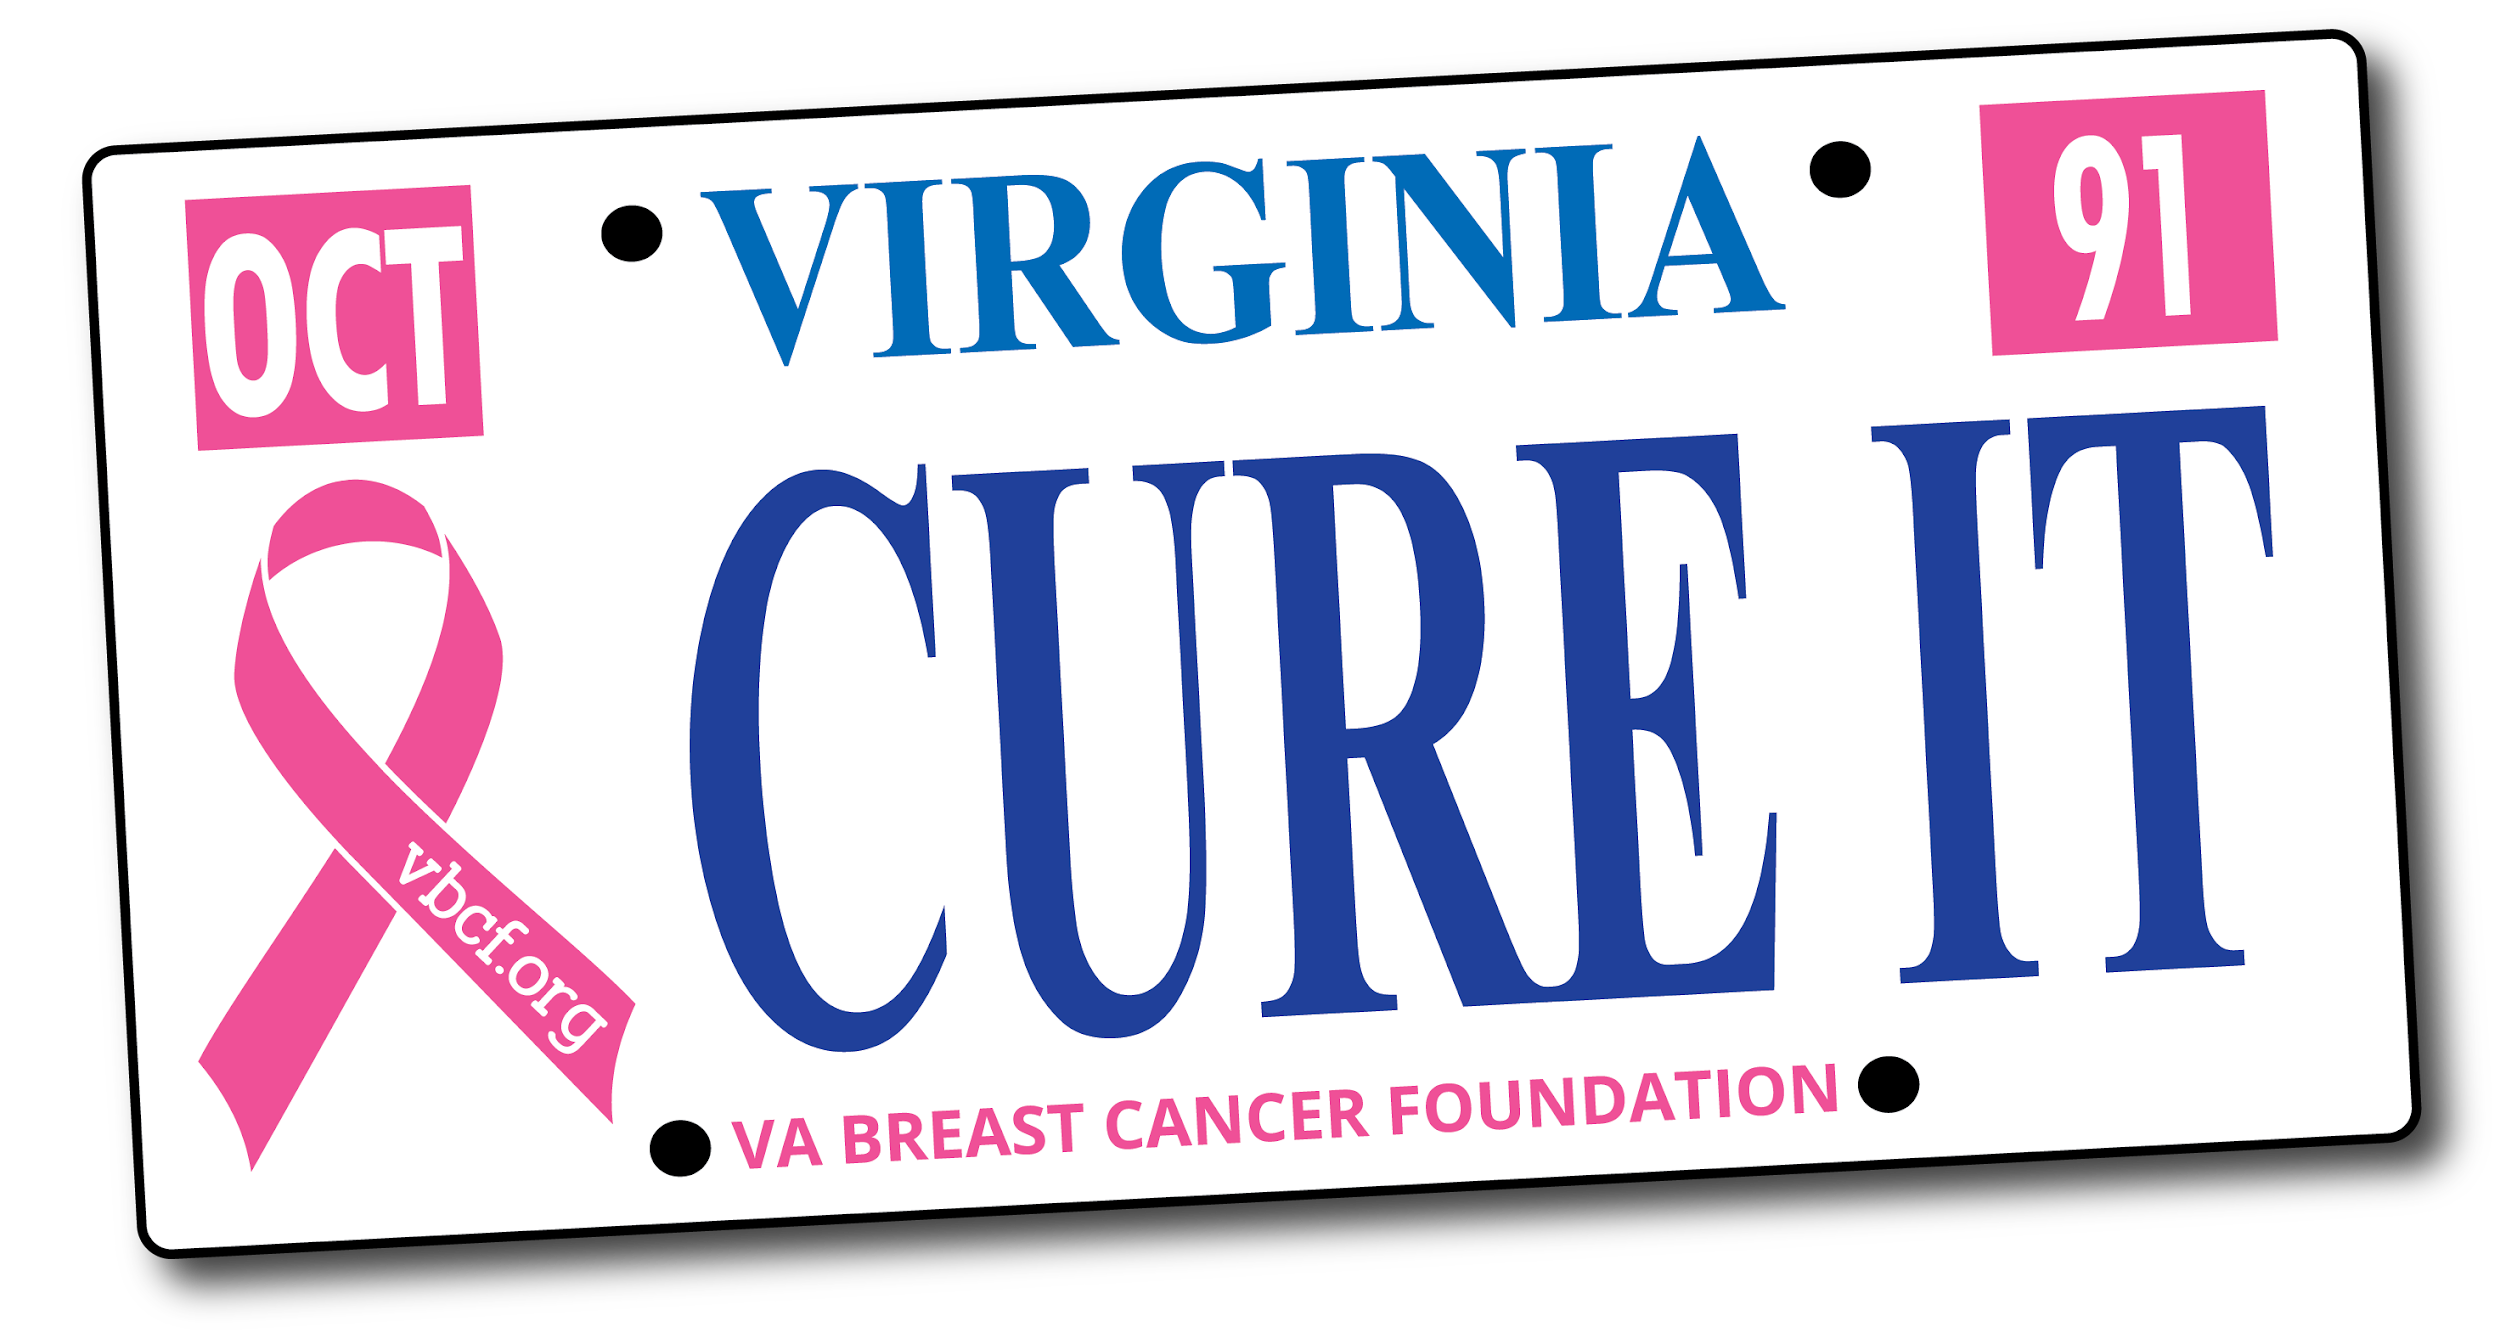 OCT
VIRGINIA
91
CURE IT
vbcf.org
VA BREAST CANCER FOUNDATION